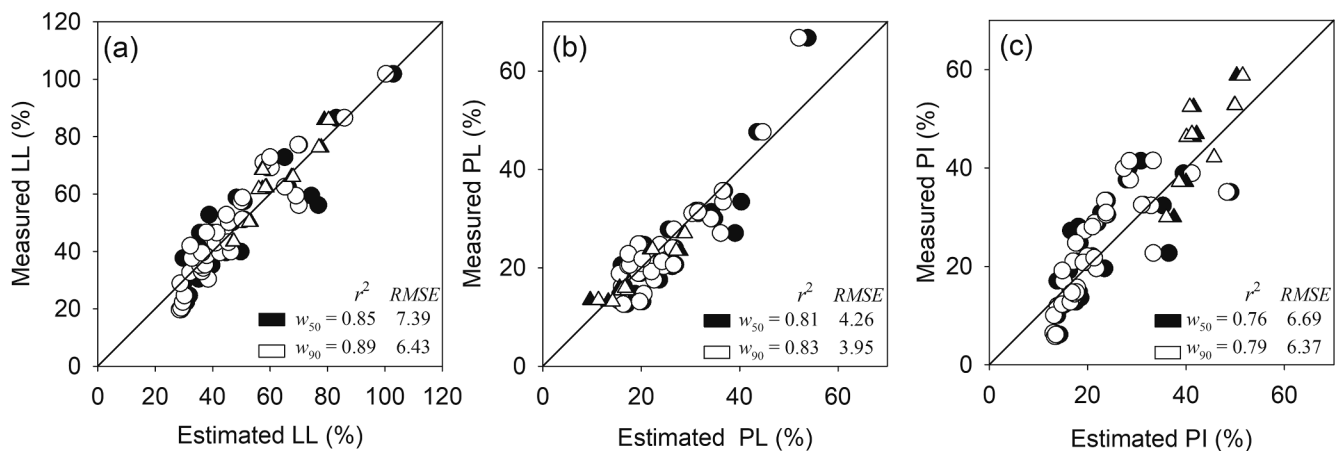 (a)
Measured LL (%)
120
100
80
60
40
20
0
0 20 40 60 80 100 120
Estimated LL (%)
r² RMSE
w₅₀ = 0.85 7.39
w₉₀ = 0.89 6.43
(b)
Measured PL (%)
60
40
20
0
0 20 40 60
Estimated PL (%)
r² RMSE
w₅₀ = 0.81 4.26
w₉₀ = 0.83 3.95
(c)
Measured PI (%)
60
40
20
0
0 20 40 60
Estimated PI (%)
r² RMSE
w₅₀ = 0.76 6.69
w₉₀ = 0.79 6.37